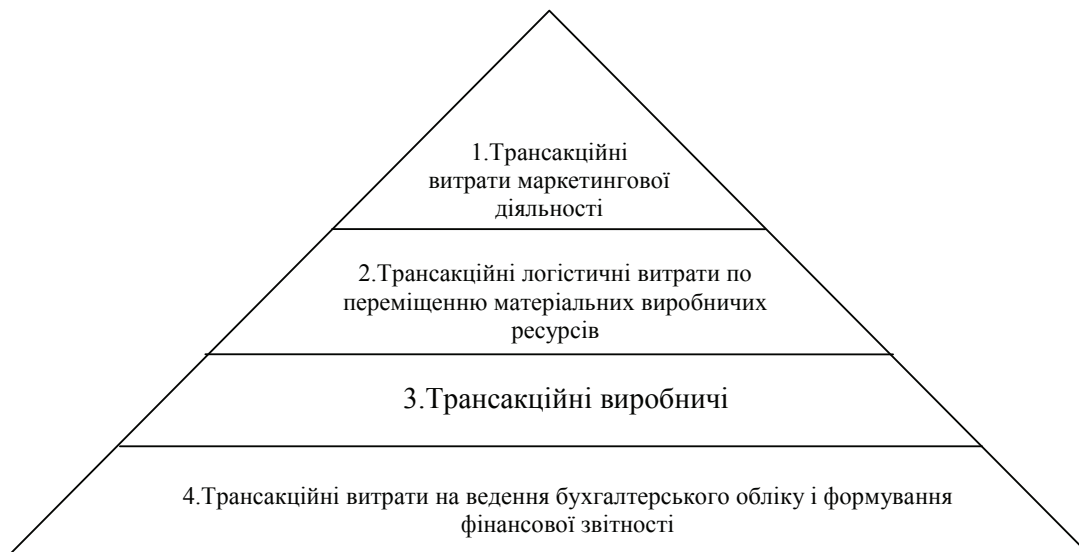 1.Трансакційні
витрати маркетингової
діяльності
2.Трансакційні логістичні витрати по
переміщенню матеріальних виробничих
ресурсів
3.Трансакційні виробничі
4.Трансакційні витрати на ведення бухгалтерського обліку і формування
фінансової звітності